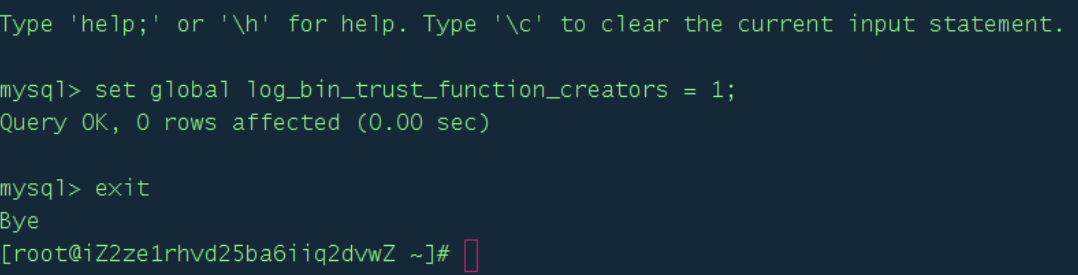 Type 'help;' or '\h' for help. Type '\c' to clear the current input statement.
mysql> set global log_bin_trust_function_creators = 1;
Query OK, 0 rows affected (0.00 sec)
mysql> exit
Bye
[root@iZ2ze1rhvd25ba6iiq2dvwZ ~]#